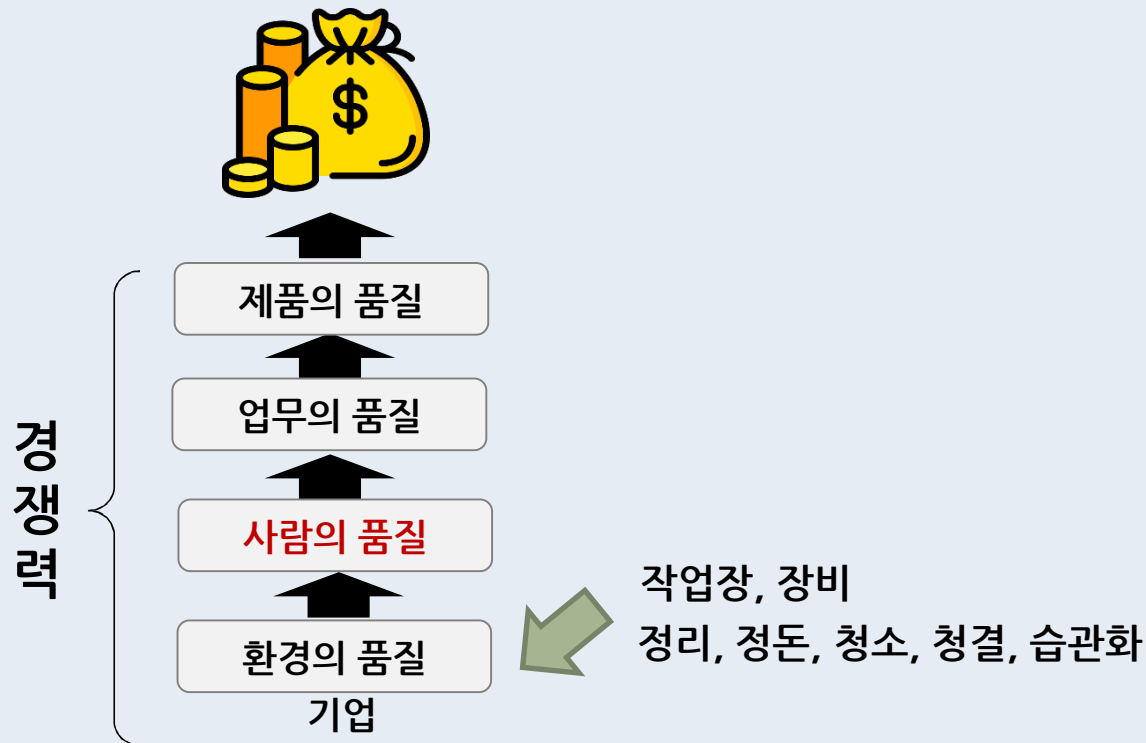 $
제품의 품질
업무의 품질
사람의 품질
환경의 품질
기업
경
쟁
력
작업장, 장비
정리, 정돈, 청소, 청결, 습관화